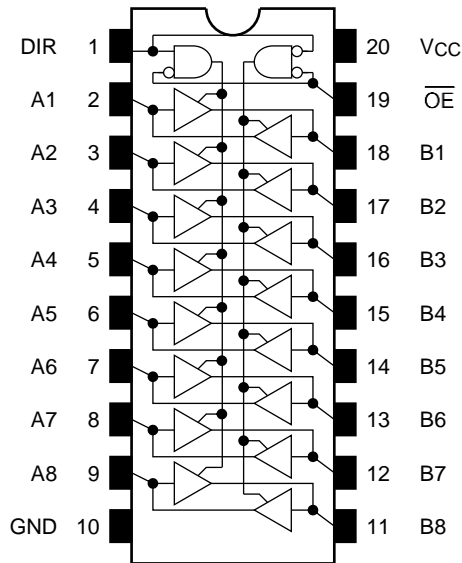 DIR 1 20 VCC
A1 2 19 OE
A2 3 18 B1
A3 4 17 B2
A4 5 16 B3
A5 6 15 B4
A6 7 14 B5
A7 8 13 B6
A8 9 12 B7
GND 10 11 B8